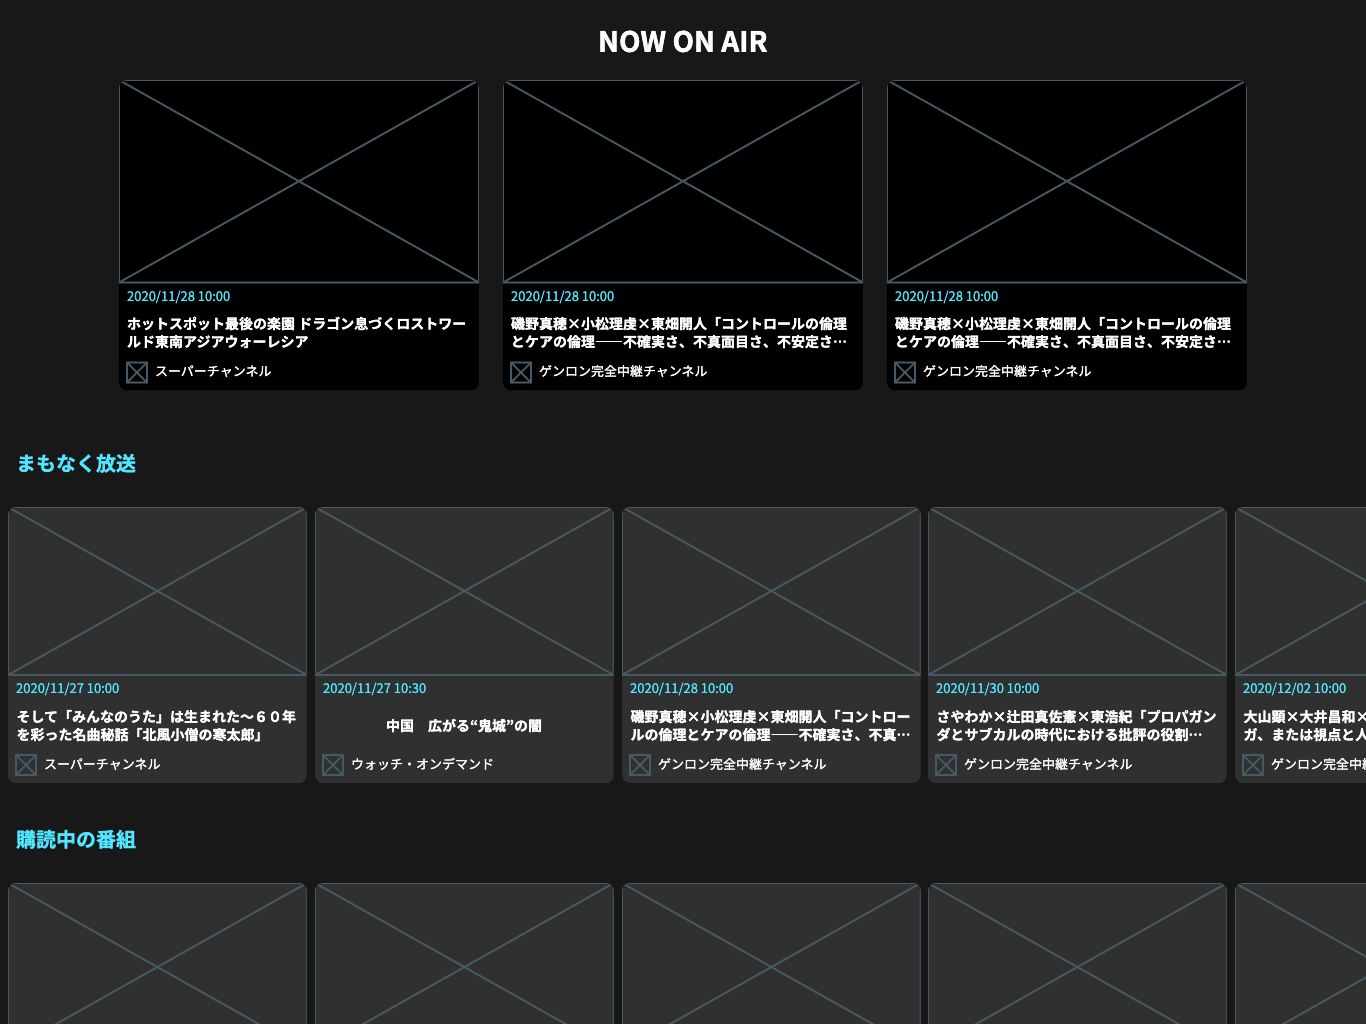 NOW ON AIR
2020/11/28 10:00
ホットスポット最後の楽園 ドラゴン息づくロストワー
ルド東南アジアウォーレシア
スーパーチャンネル
2020/11/28 10:00
磯野真穂×小松理虔×東畑開人「コントロールの倫理
とケアの倫理――不確実さ、不真面目さ、不安定さ…
ゲンロン完全中継チャンネル
2020/11/28 10:00
磯野真穂×小松理虔×東畑開人「コントロールの倫理
とケアの倫理――不確実さ、不真面目さ、不安定さ…
ゲンロン完全中継チャンネル
まもなく放送
2020/11/27 10:00
そして「みんなのうた」は生まれた〜６０年
を彩った名曲秘話「北風小僧の寒太郎」
スーパーチャンネル
2020/11/27 10:30
中国　広がる“鬼城”の闇
ウォッチ・オンデマンド
2020/11/28 10:00
磯野真穂×小松理虔×東畑開人「コントロー
ルの倫理とケアの倫理――不確実さ、不真…
ゲンロン完全中継チャンネル
2020/11/30 10:00
さやわか×辻田真佐憲×東浩紀「プロパガン
ダとサブカルの時代における批評の役割…
ゲンロン完全中継チャンネル
2020/12/02 10:00
大山顕×大井昌和×
ガ、または視点と人
ゲンロン完全中
購読中の番組